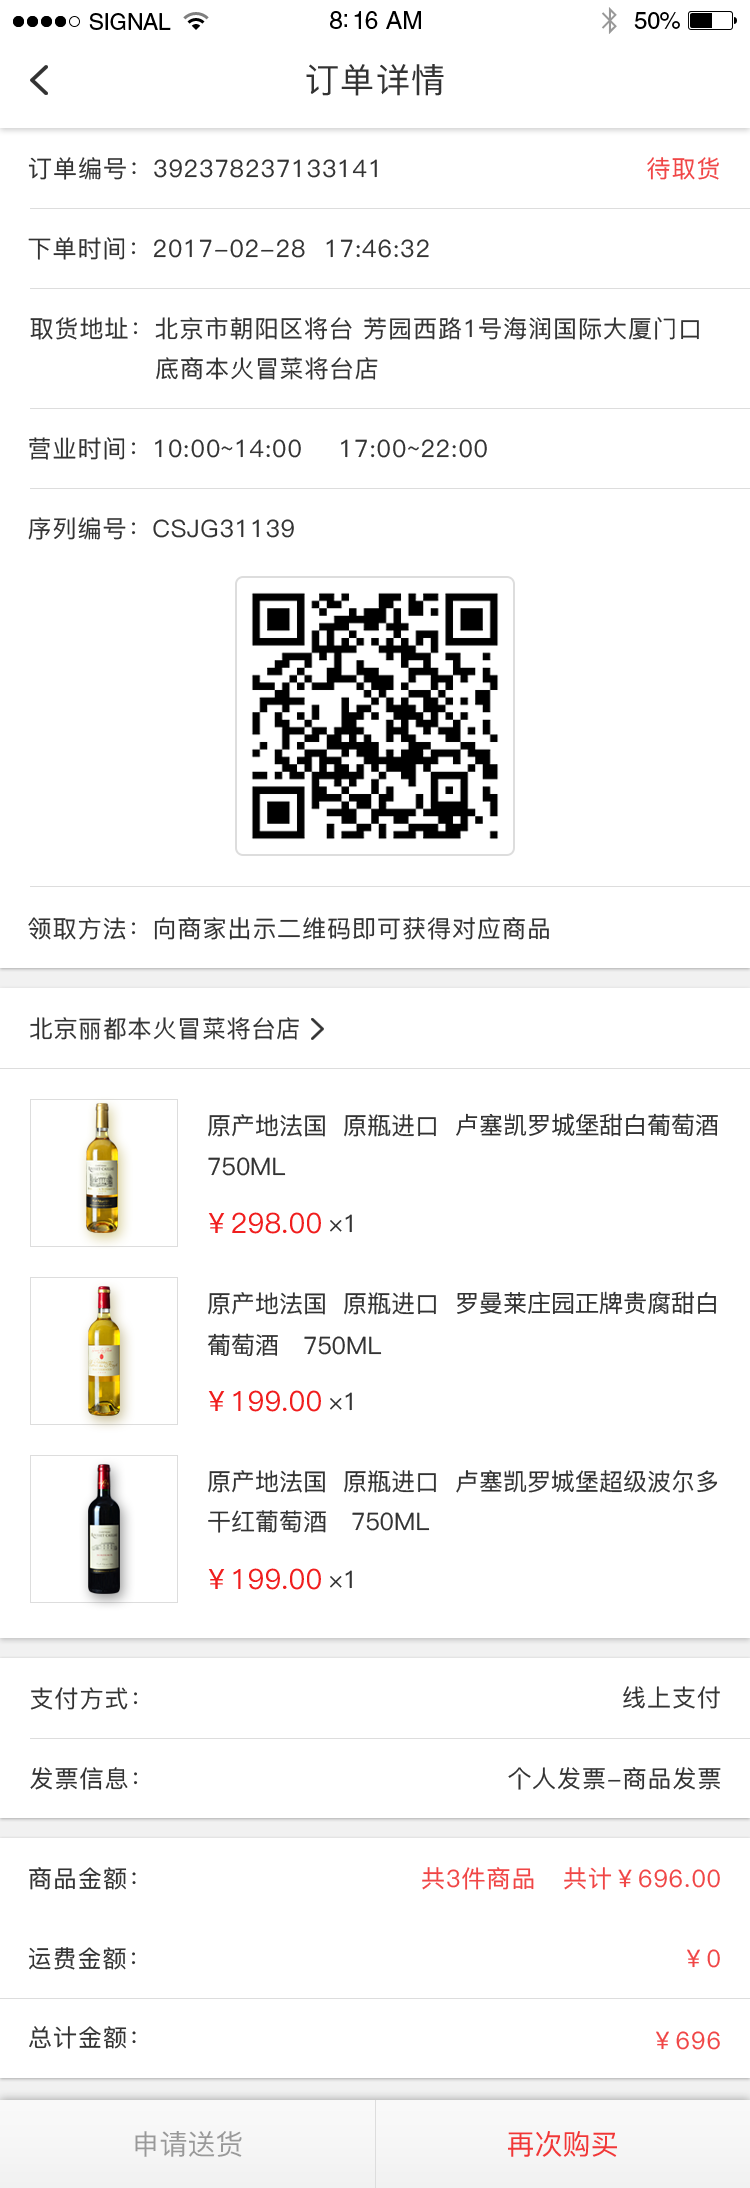 SIGNAL 8:16 AM 50%
订单详情
订单编号：392378237133141 待取货
下单时间：2017-02-28 17:46:32
取货地址：北京市朝阳区将台 芳园西路1号海润国际大厦门口
底商本火冒菜将台店
营业时间：10:00~14:00 17:00~22:00
序列编号：CSJG31139
领取方法：向商家出示二维码即可获得对应商品
北京丽都本火冒菜将台店
原产地法国 原瓶进口 卢塞凯罗城堡甜白葡萄酒
750ML
¥298.00 ×1
原产地法国 原瓶进口 罗曼莱庄园正牌贵腐甜白
葡萄酒 750ML
¥199.00 ×1
原产地法国 原瓶进口 卢塞凯罗城堡超级波尔多
干红葡萄酒 750ML
¥199.00 ×1
支付方式： 线上支付
发票信息： 个人发票-商品发票
商品金额： 共3件商品 共计¥696.00
运费金额： ¥0
总计金额： ¥696
申请送货 再次购买